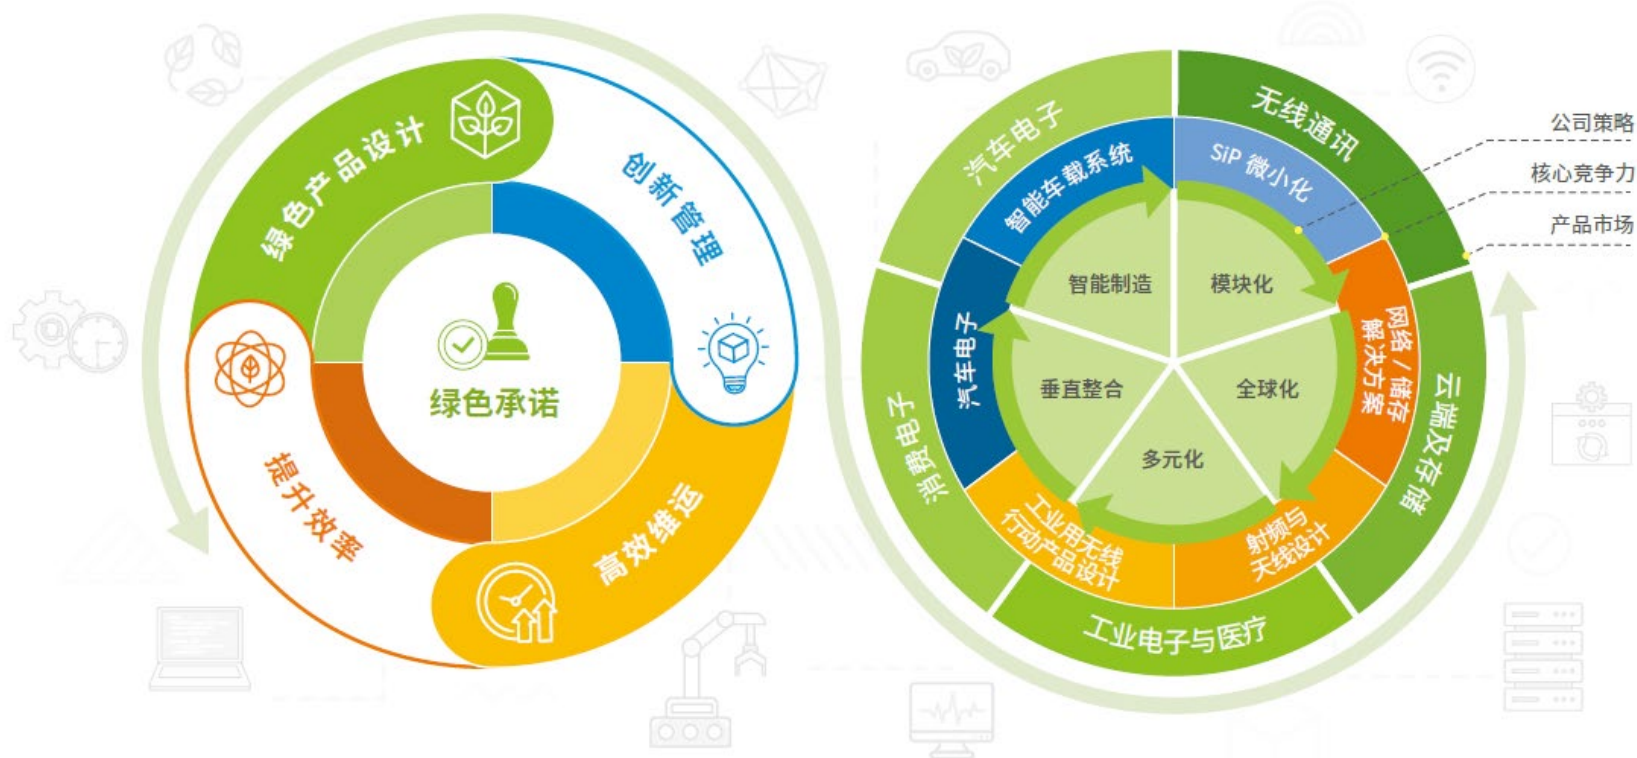 绿色产品设计
创新管理
绿色承诺
提升效率
高效维运
汽车电子
无线通讯
智能车载系统
SiP 微小化
公司策略
核心竞争力
产品市场
智能制造
模块化
网络 / 储存
解决方案
汽车电子
垂直整合
全球化
多元化
消费电子
云端及存储
工业用无线
行动产品设计
射频与
天线设计
工业电子与医疗